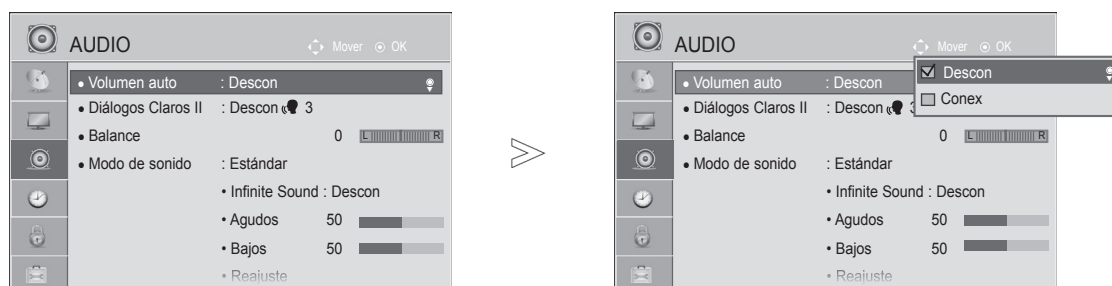 AUDIO
Mover OK
• Volumen auto : Descon
• Diálogos Claros II : Descon 3
• Balance 0 L R
• Modo de sonido : Estándar
• Infinite Sound : Descon
• Agudos 50
• Bajos 50
• Reajuste
>
AUDIO
Mover OK
• Volumen auto : Descon
• Diálogos Claros II : Descon 3
• Balance 0 L R
• Modo de sonido : Estándar
• Infinite Sound : Descon
• Agudos 50
• Bajos 50
• Reajuste
Descon
Conex